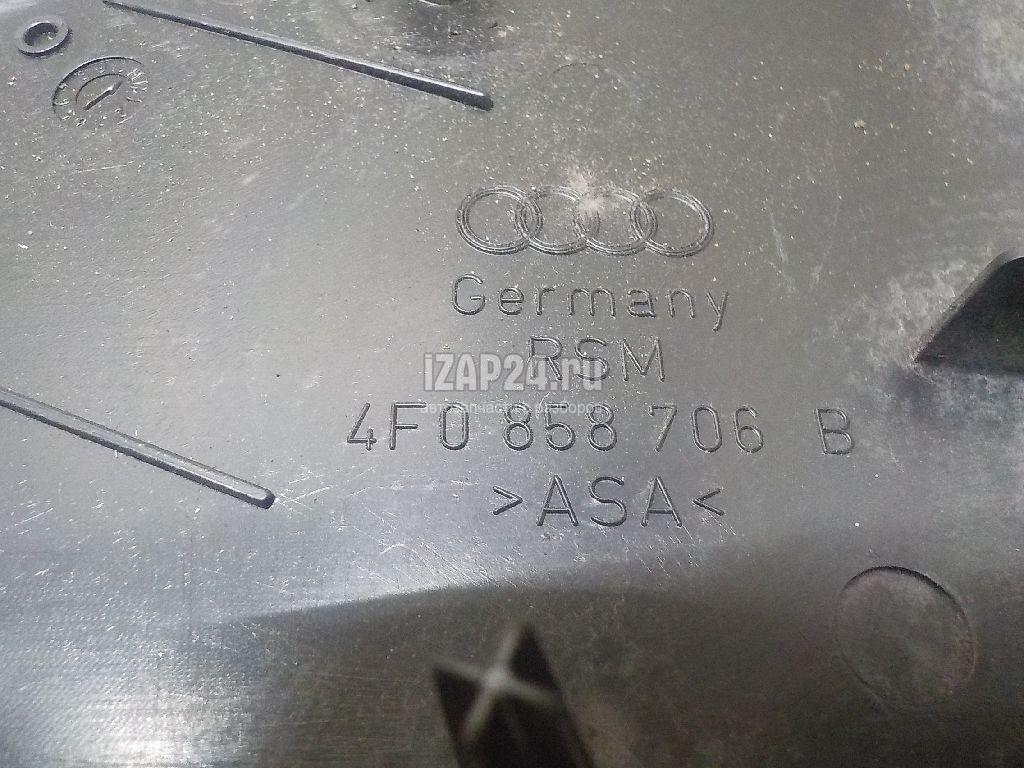 Germany
RSM
iZAP24.ru
4F0 858 706 B
>ASA<